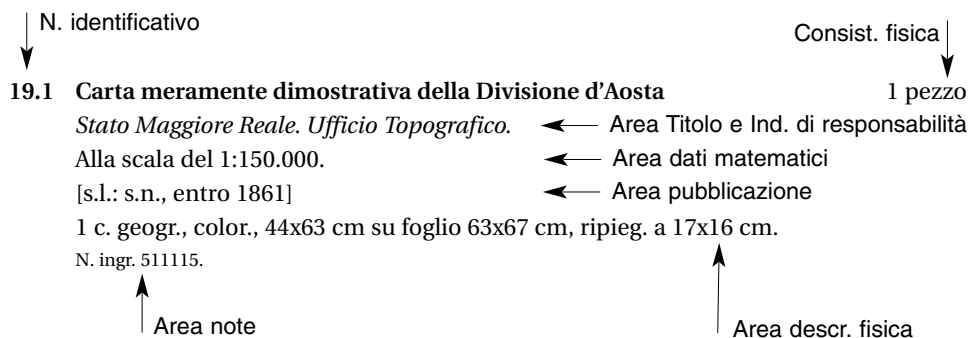 N. identificativo
Consist. fisica
19.1 Carta meramente dimostrativa della Divisione d'Aosta 1 pezzo
Stato Maggiore Reale. Ufficio Topografico. Area Titolo e Ind. di responsabilità
Alla scala del 1:150.000. Area dati matematici
[s.l.: s.n., entro 1861] Area pubblicazione
1 c. geogr., color., 44x63 cm su foglio 63x67 cm, ripieg. a 17x16 cm.
N. ingr. 511115.
Area note Area descr. fisica